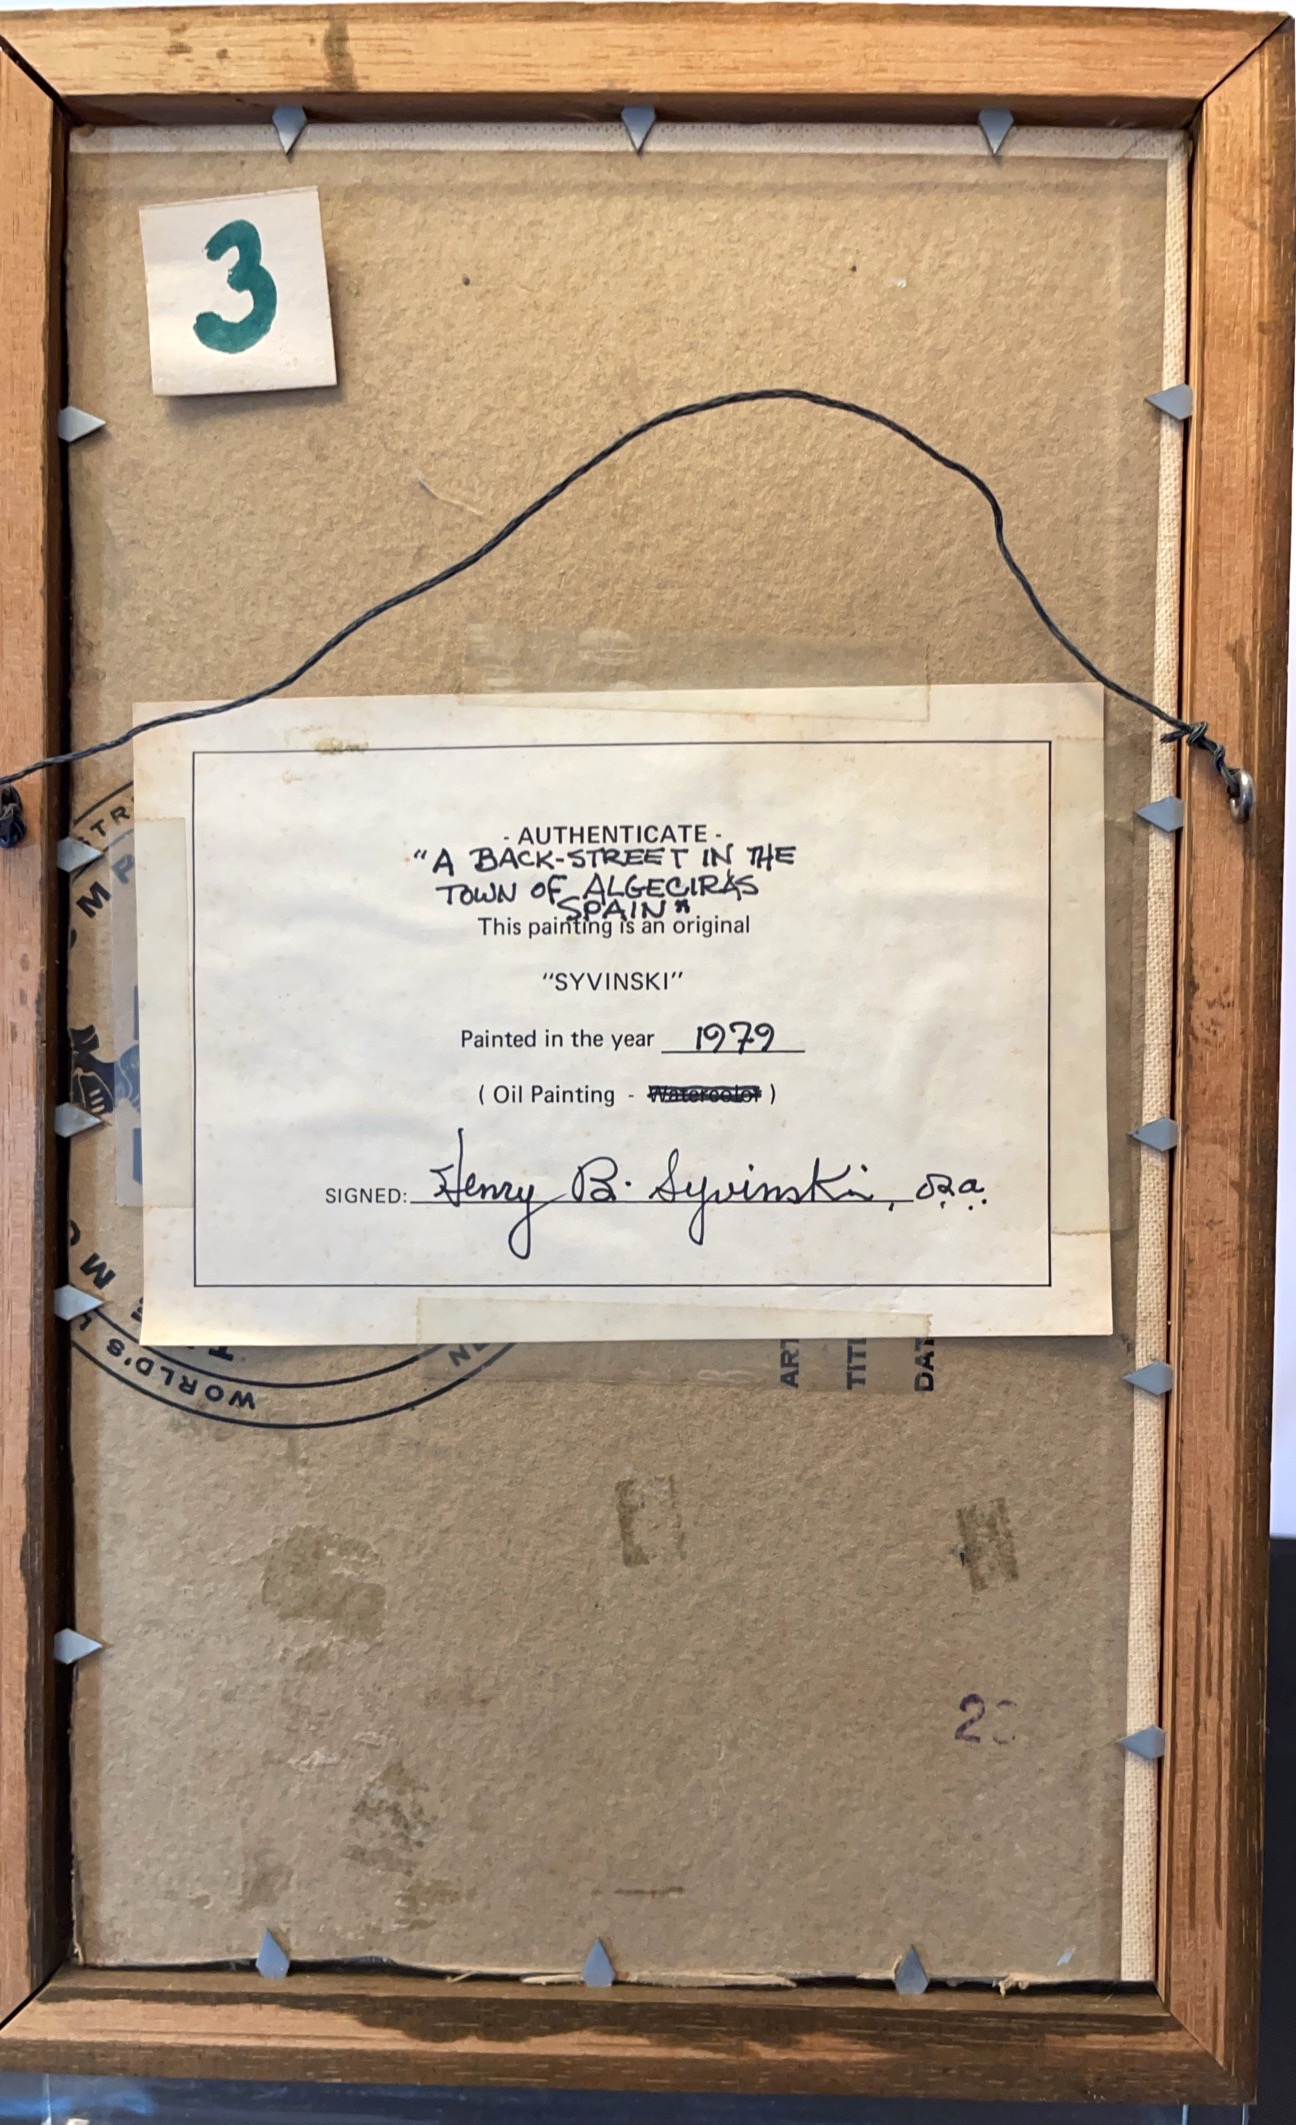 3
- AUTHENTICATE -
"A BACK-STREET IN THE
TOWN OF ALGECIRAS
SPAIN"
This painting is an original
"SYVINSKI"
Painted in the year 1979
( Oil Painting - Watercolor )
SIGNED: Henry B. Syvinski, o.s.a.
WORLD'S
ART
TITL
DAT
2